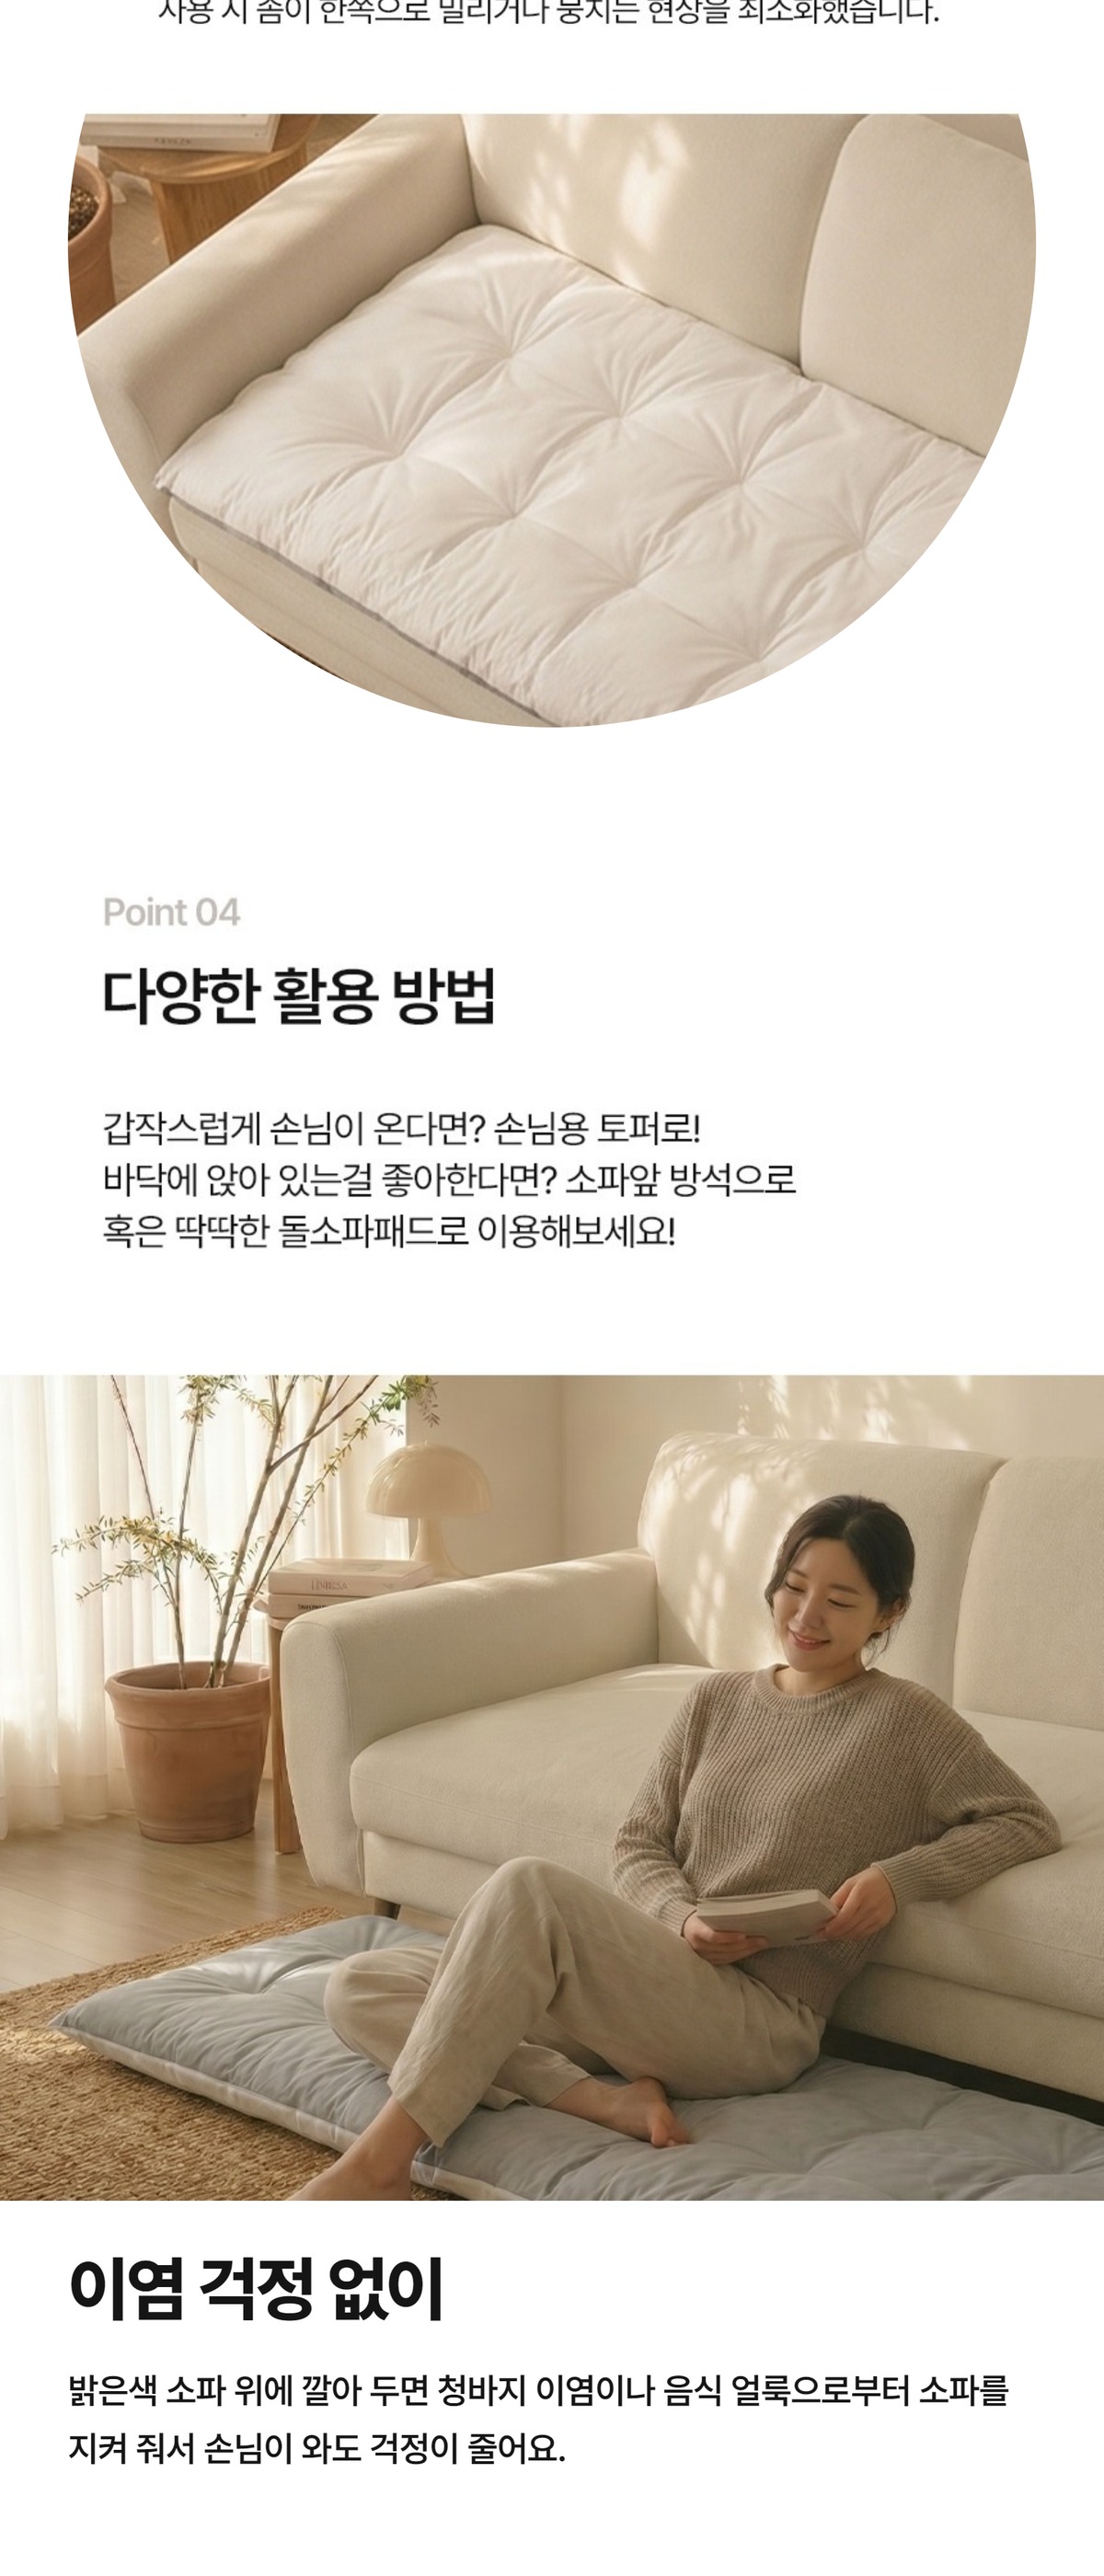 사용 시 솜이 한쪽으로 밀리거나 뭉치는 현상을 최소화했습니다.
Point 04
다양한 활용 방법
갑작스럽게 손님이 온다면? 손님용 토퍼로!
바닥에 앉아 있는걸 좋아한다면? 소파앞 방석으로
혹은 딱딱한 돌소파패드로 이용해보세요!
이염 걱정 없이
밝은색 소파 위에 깔아 두면 청바지 이염이나 음식 얼룩으로부터 소파를
지켜 줘서 손님이 와도 걱정이 줄어요.